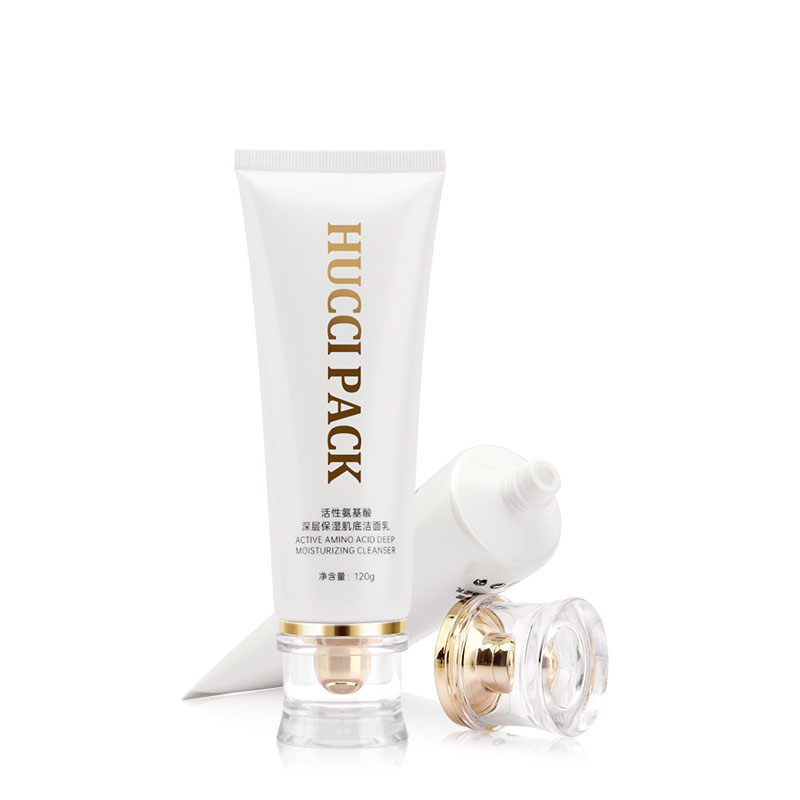 HUCCI PACK
活性氨基酸
深层保湿肌底洁面乳
ACTIVE AMINO ACID DEEP
MOISTURIZING CLEANSER
净含量：120g